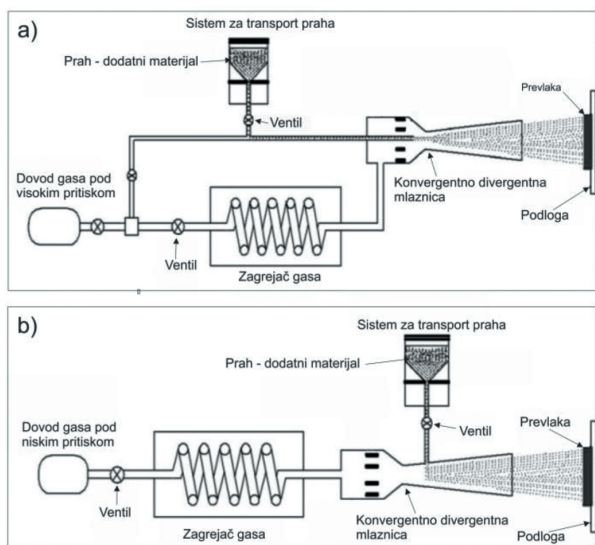 a)
Sistem za transport praha
Prah - dodatni materijal
Ventil
Prevlaka
Dovod gasa pod
visokim pritiskom
Konvergentno divergentna
mlaznica
Podloga
Ventil
Zagrejač gasa
b)
Sistem za transport praha
Prah - dodatni materijal
Dovod gasa pod
niskim pritiskom
Ventil
Prevlaka
Ventil
Zagrejač gasa
Konvergentno divergentna
mlaznica
Podloga